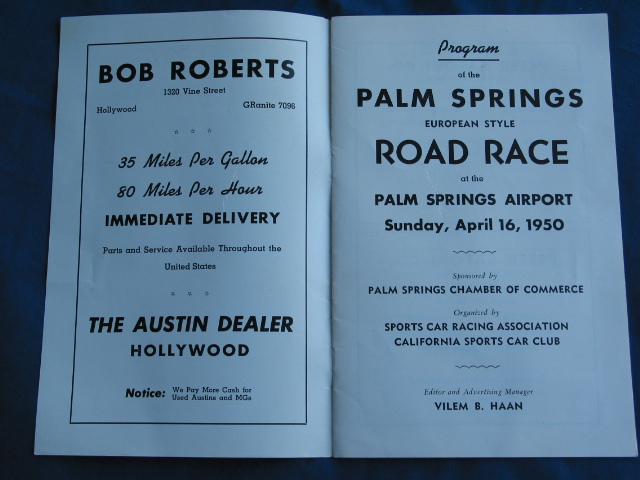 BOB ROBERTS
1320 Vine Street
Hollywood GRanite 7096
35 Miles Per Gallon
80 Miles Per Hour
IMMEDIATE DELIVERY
Parts and Service Available Throughout the
United States
THE AUSTIN DEALER
HOLLYWOOD
Notice: We Pay More Cash for
Used Austins and MGs
Program
of the
PALM SPRINGS
EUROPEAN STYLE
ROAD RACE
at the
PALM SPRINGS AIRPORT
Sunday, April 16, 1950
Sponsored by
PALM SPRINGS CHAMBER OF COMMERCE
Organized by
SPORTS CAR RACING ASSOCIATION
CALIFORNIA SPORTS CAR CLUB
Editor and Advertising Manager
VILEM B. HAAN